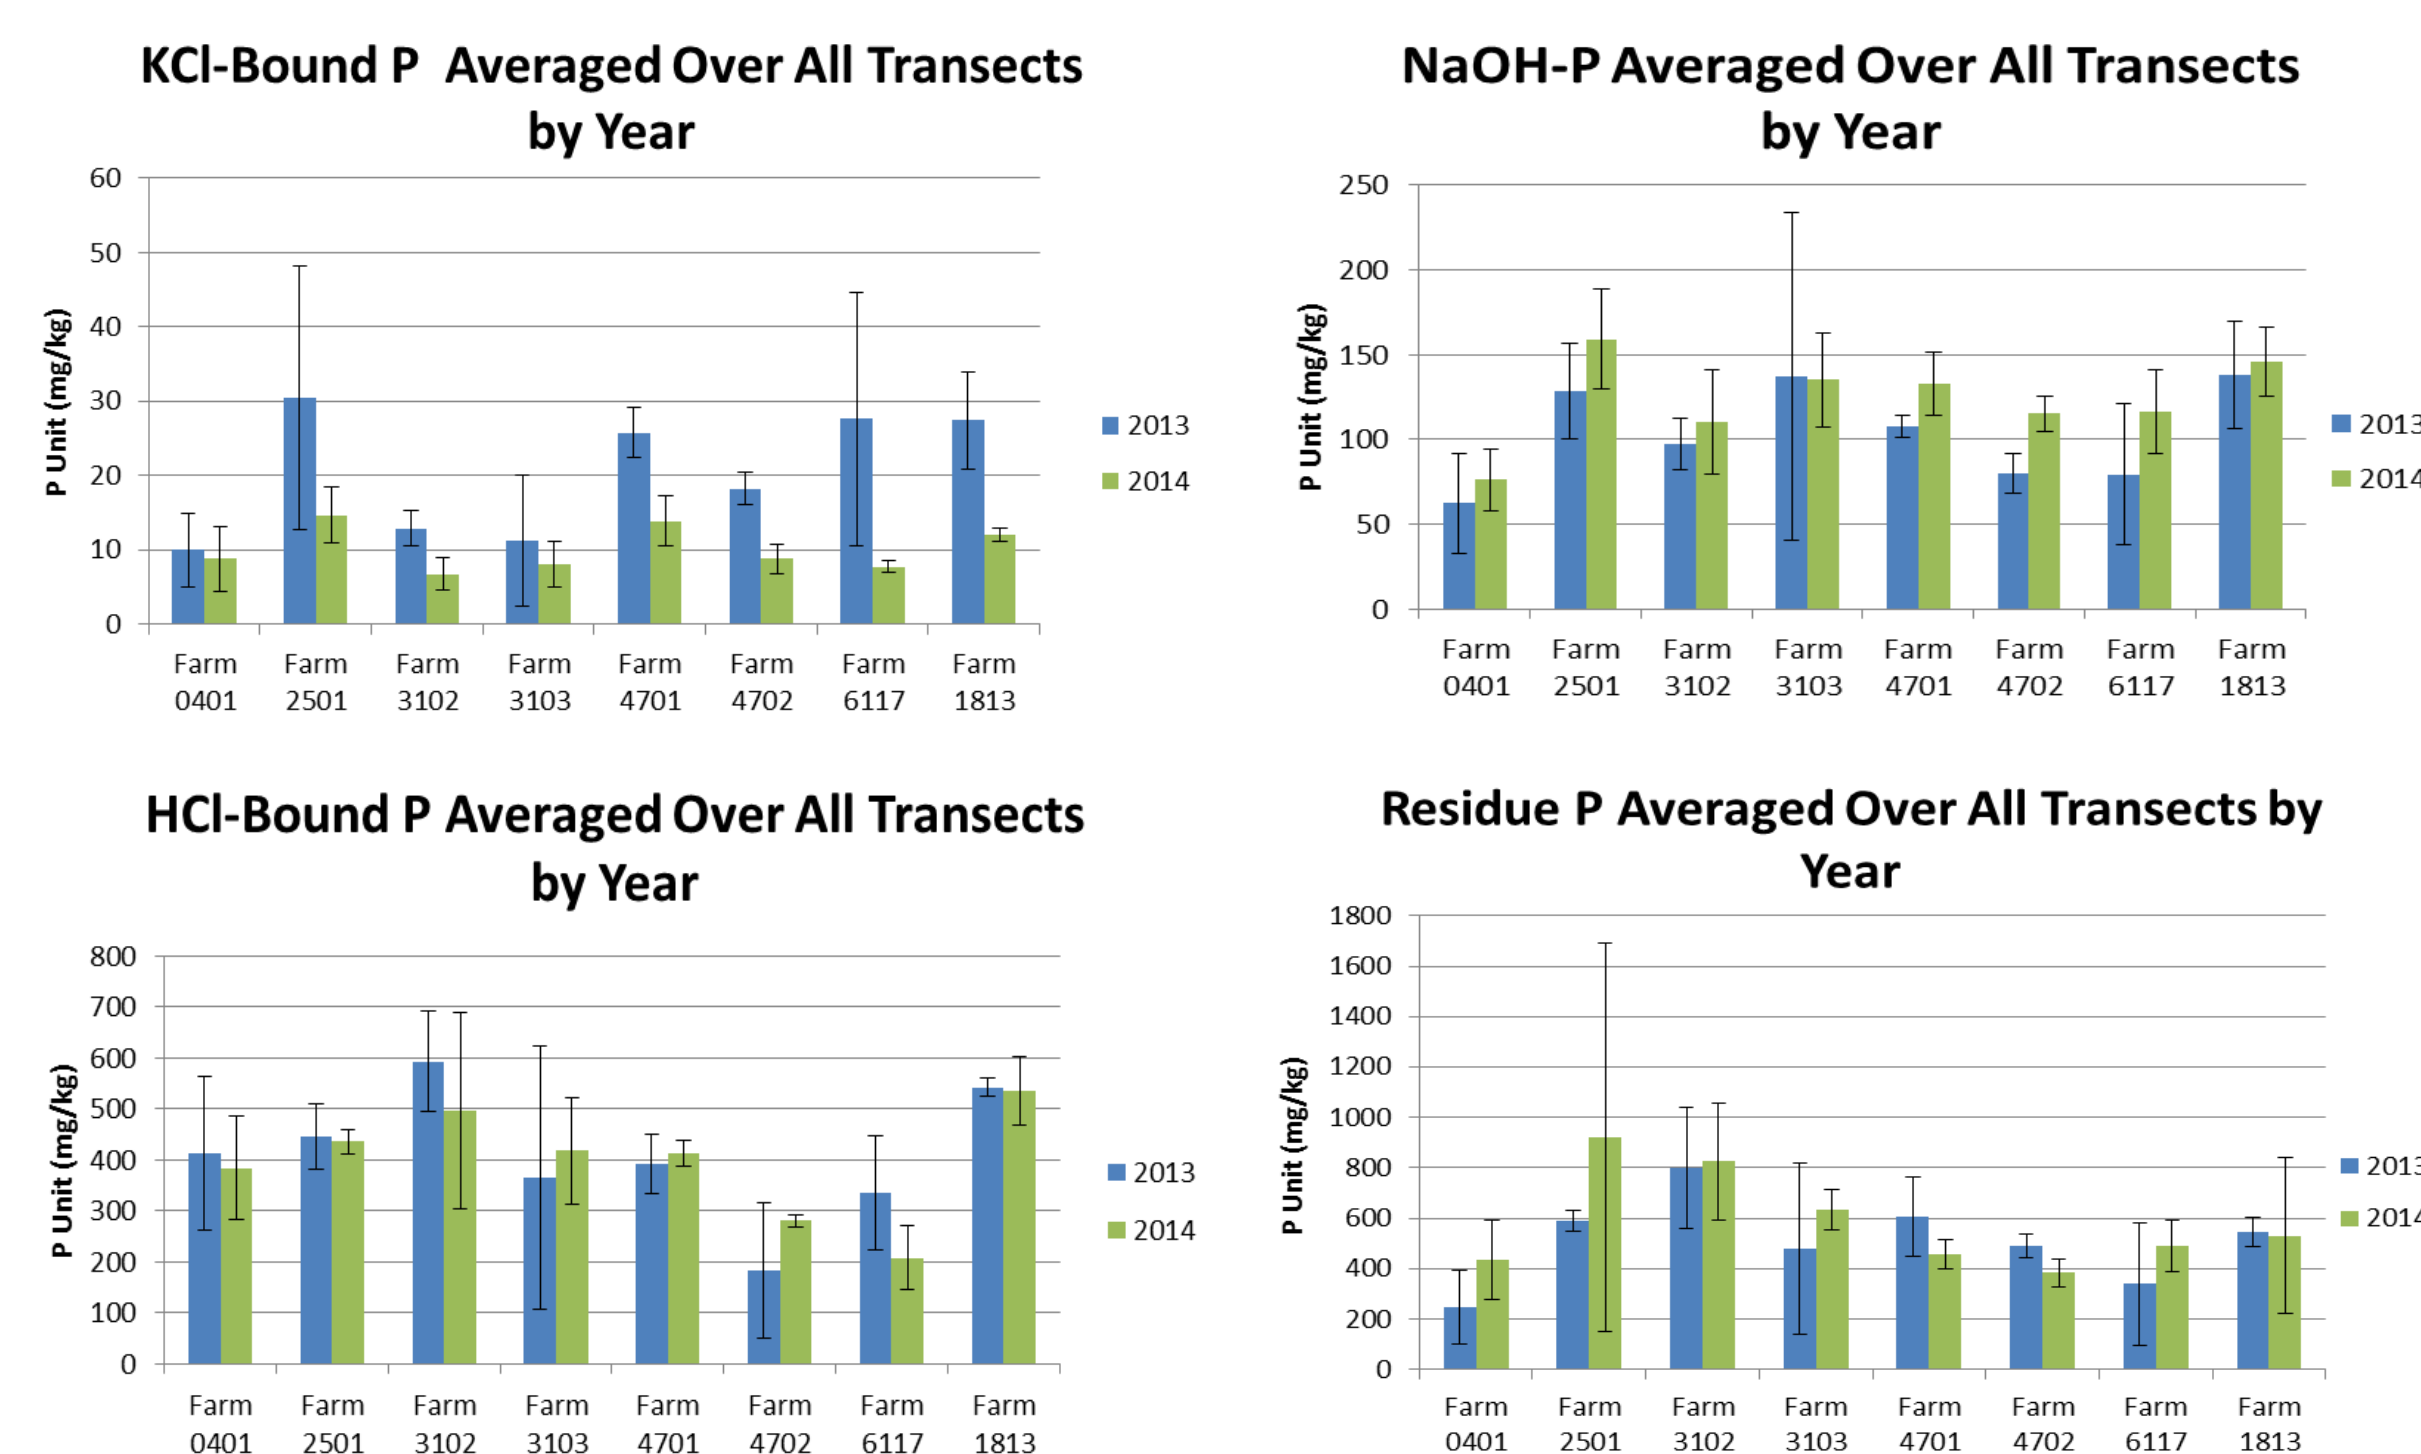 KCl-Bound P Averaged Over All Transects
by Year
60
50
40
30
20
10
0
P Unit (mg/kg)
Farm Farm Farm Farm Farm Farm Farm Farm
0401 2501 3102 3103 4701 4702 6117 1813
2013
2014
NaOH-P Averaged Over All Transects
by Year
250
200
150
100
50
0
P Unit (mg/kg)
Farm Farm Farm Farm Farm Farm Farm Farm
0401 2501 3102 3103 4701 4702 6117 1813
2013
2014
HCl-Bound P Averaged Over All Transects
by Year
800
700
600
500
400
300
200
100
0
P Unit (mg/kg)
Farm Farm Farm Farm Farm Farm Farm Farm
0401 2501 3102 3103 4701 4702 6117 1813
2013
2014
Residue P Averaged Over All Transects by
Year
1800
1600
1400
1200
1000
800
600
400
200
0
P Unit (mg/kg)
Farm Farm Farm Farm Farm Farm Farm Farm
0401 2501 3102 3103 4701 4702 6117 1813
2013
2014